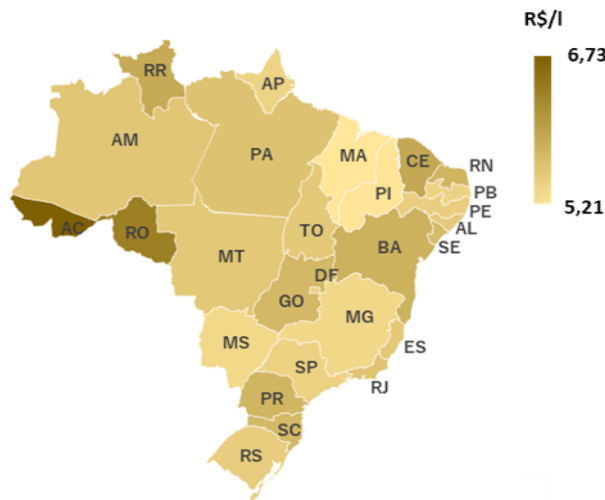 R$/l
6,73
5,21
RR
AP
AM
PA
MA
CE
RN
PI
PB
PE
AL
SE
AC
RO
TO
BA
MT
DF
GO
MG
MS
ES
SP
RJ
PR
SC
RS